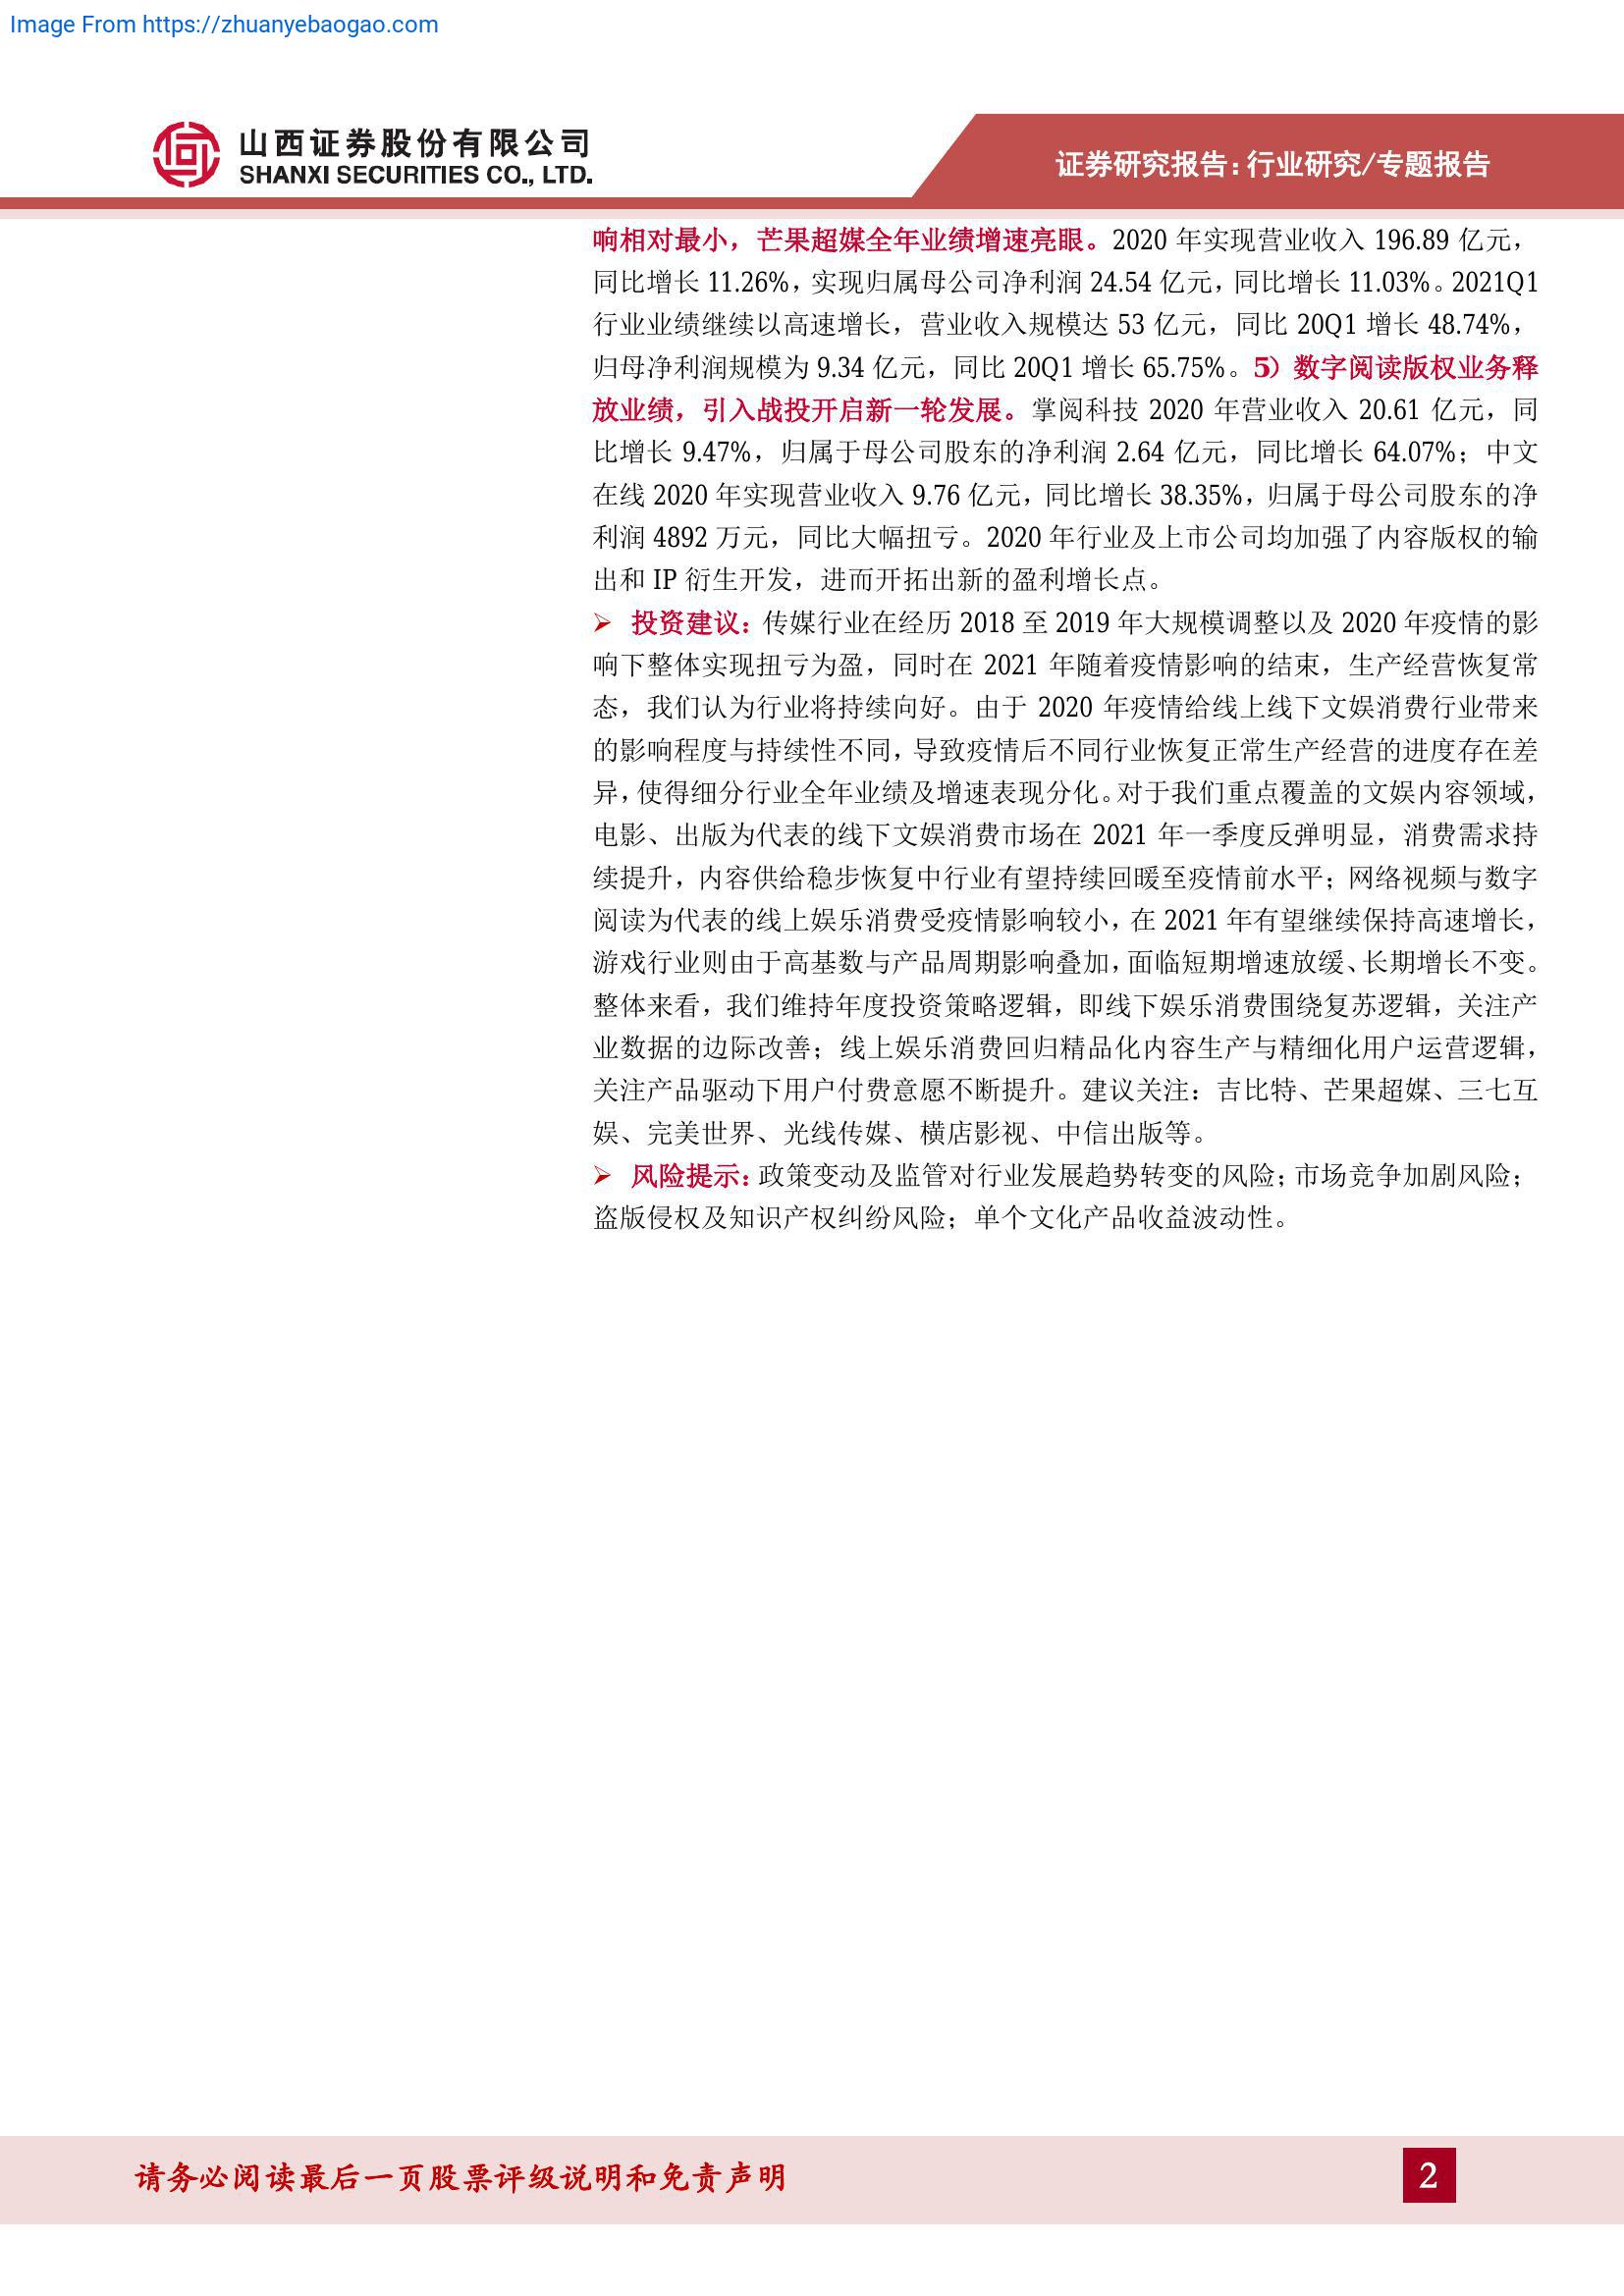 Image From https://zhuanyebaogao.com
山西证券股份有限公司
SHANXI SECURITIES CO., LTD.
证券研究报告：行业研究/专题报告
响相对最小，芒果超媒全年业绩增速亮眼。2020 年实现营业收入 196.89 亿元，
同比增长 11.26%，实现归属母公司净利润 24.54 亿元，同比增长 11.03%。2021Q1
行业业绩继续以高速增长，营业收入规模达 53 亿元，同比 20Q1 增长 48.74%，
归母净利润规模为 9.34 亿元，同比 20Q1 增长 65.75%。5）数字阅读版权业务释
放业绩，引入战投开启新一轮发展。掌阅科技 2020 年营业收入 20.61 亿元，同
比增长 9.47%，归属于母公司股东的净利润 2.64 亿元，同比增长 64.07%；中文
在线 2020 年实现营业收入 9.76 亿元，同比增长 38.35%，归属于母公司股东的净
利润 4892 万元，同比大幅扭亏。2020 年行业及上市公司均加强了内容版权的输
出和 IP 衍生开发，进而开拓出新的盈利增长点。
➢ 投资建议：传媒行业在经历 2018 至 2019 年大规模调整以及 2020 年疫情的影
响下整体实现扭亏为盈，同时在 2021 年随着疫情影响的结束，生产经营恢复常
态，我们认为行业将持续向好。由于 2020 年疫情给线上线下文娱消费行业带来
的影响程度与持续性不同，导致疫情后不同行业恢复正常生产经营的进度存在差
异，使得细分行业全年业绩及增速表现分化。对于我们重点覆盖的文娱内容领域，
电影、出版为代表的线下文娱消费市场在 2021 年一季度反弹明显，消费需求持
续提升，内容供给稳步恢复中行业有望持续回暖至疫情前水平；网络视频与数字
阅读为代表的线上娱乐消费受疫情影响较小，在 2021 年有望继续保持高速增长，
游戏行业则由于高基数与产品周期影响叠加，面临短期增速放缓、长期增长不变。
整体来看，我们维持年度投资策略逻辑，即线下娱乐消费围绕复苏逻辑，关注产
业数据的边际改善；线上娱乐消费回归精品化内容生产与精细化用户运营逻辑，
关注产品驱动下用户付费意愿不断提升。建议关注：吉比特、芒果超媒、三七互
娱、完美世界、光线传媒、横店影视、中信出版等。
➢ 风险提示：政策变动及监管对行业发展趋势转变的风险；市场竞争加剧风险；
盗版侵权及知识产权纠纷风险；单个文化产品收益波动性。
请务必阅读最后一页股票评级说明和免责声明
2